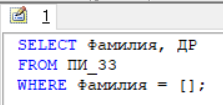 1
SELECT Фамилия, ДР
FROM ПИ_33
WHERE Фамилия = [];